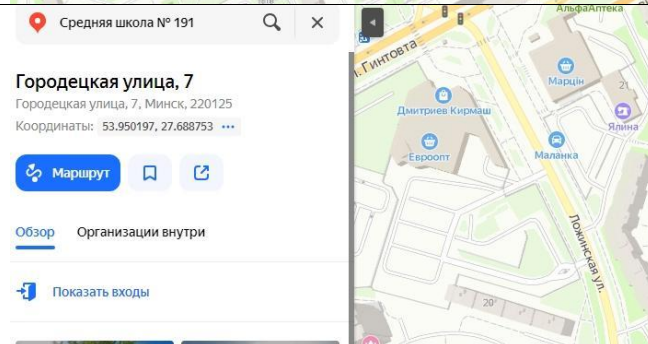 Средняя школа № 191
Городецкая улица, 7
Городецкая улица, 7, Минск, 220125
Координаты: 53.950197, 27.688753 •••
Маршрут
Обзор
Организации внутри
Показать входы
АльфаАптека
л. Гинтовта
Марцін
21
Дмитриев Кирмаш
Ялина
Евроопт
Маланка
Ложинская ул.
20